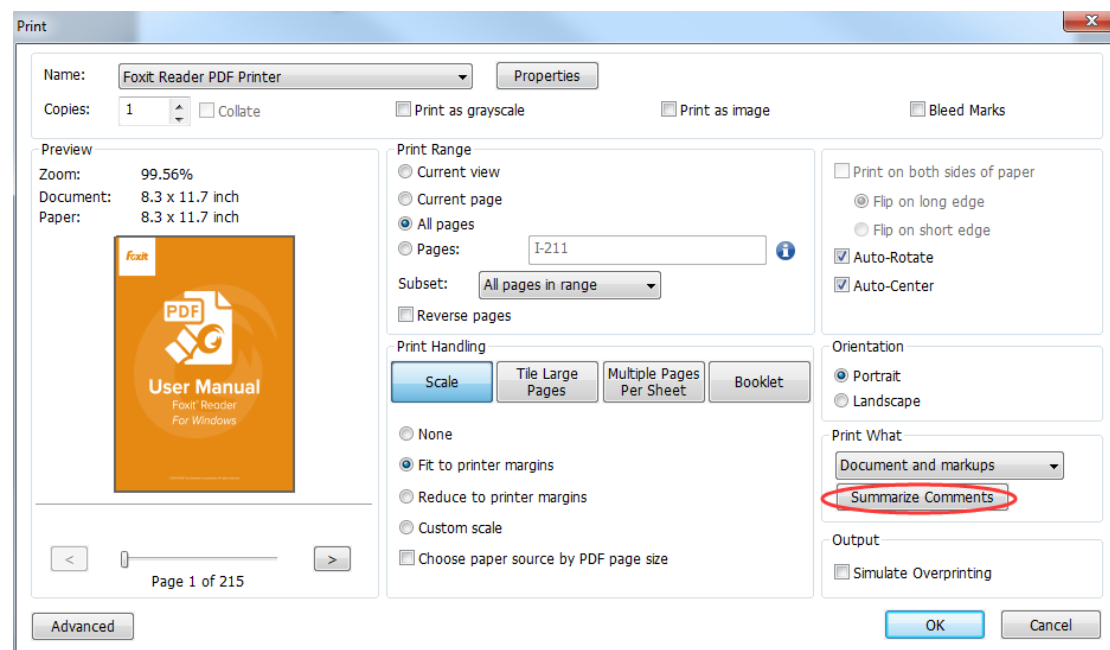 Print
Name: Foxit Reader PDF Printer Properties
Copies: 1 Collate Print as grayscale Print as image Bleed Marks
Preview
Zoom: 99.56%
Document: 8.3 x 11.7 inch
Paper: 8.3 x 11.7 inch
Foxit
PDF
User Manual
Foxit® Reader
For Windows
<
>
Page 1 of 215
Print Range
Current view
Current page
All pages
Pages: I-211
Subset: All pages in range
Reverse pages
Print Handling
Scale
Tile Large
Pages
Multiple Pages
Per Sheet
Booklet
None
Fit to printer margins
Reduce to printer margins
Custom scale
Choose paper source by PDF page size
Print on both sides of paper
Flip on long edge
Flip on short edge
Auto-Rotate
Auto-Center
Orientation
Portrait
Landscape
Print What
Document and markups
Summarize Comments
Output
Simulate Overprinting
Advanced
OK
Cancel